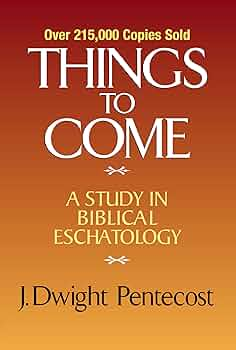 Over 215,000 Copies Sold
THINGS
TO
COME
A STUDY IN
BIBLICAL
ESCHATOLOGY
J. Dwight Pentecost